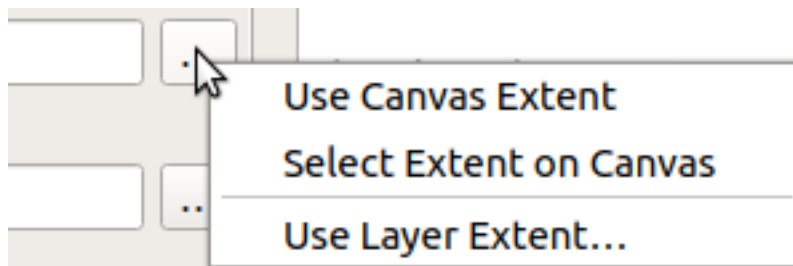 Use Canvas Extent
Select Extent on Canvas
Use Layer Extent…